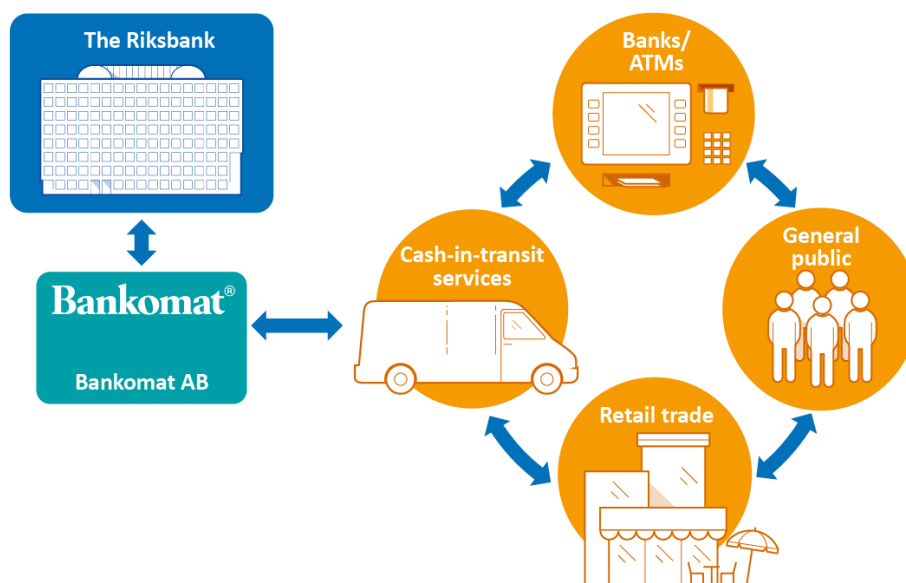 The Riksbank
Bankomat®
Bankomat AB
Cash-in-transit
services
Banks/
ATMs
General
public
Retail trade